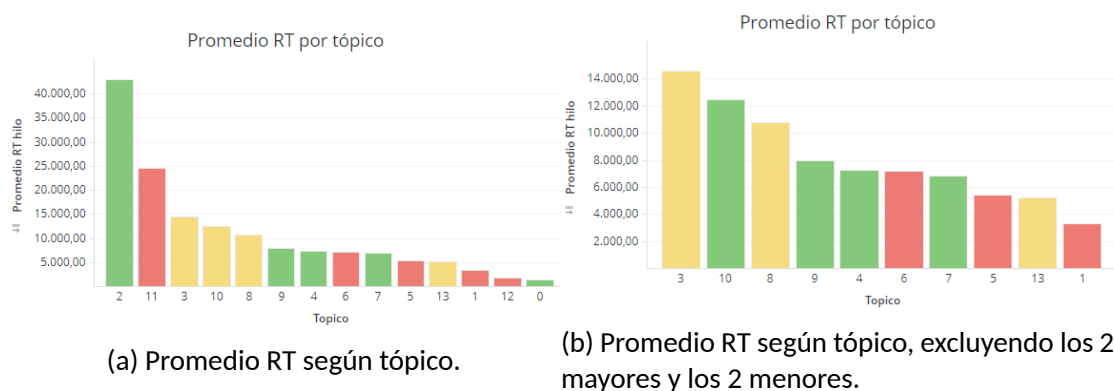 Promedio RT por tópico
Promedio RT hilo
40.000,00
35.000,00
30.000,00
25.000,00
20.000,00
15.000,00
10.000,00
5.000,00
2 11 3 10 8 9 4 6 7 5 13 1 12 0
Topico
(a) Promedio RT según tópico.
Promedio RT por tópico
Promedio RT hilo
14.000,00
12.000,00
10.000,00
8.000,00
6.000,00
4.000,00
2.000,00
3 10 8 9 4 6 7 5 13 1
Topico
(b) Promedio RT según tópico, excluyendo los 2
mayores y los 2 menores.